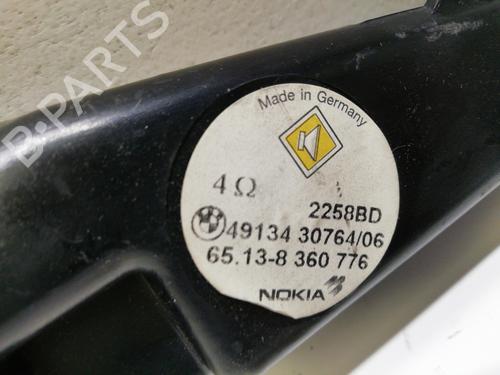 B-PARTS
Made in Germany
4 Ω
2258BD
49134 30764/06
65.13-8 360 776
NOKIA